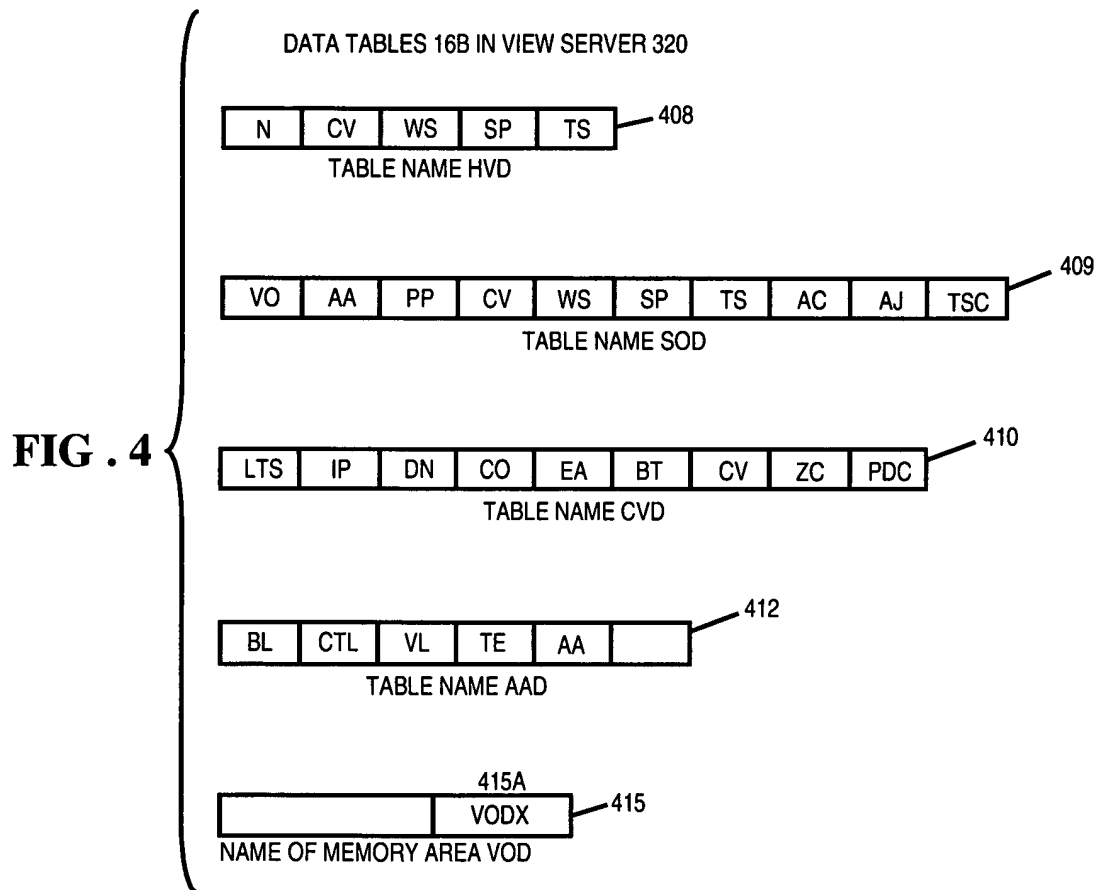 DATA TABLES 16B IN VIEW SERVER 320
N CV WS SP TS 408
TABLE NAME HVD
VO AA PP CV WS SP TS AC AJ TSC 409
TABLE NAME SOD
FIG . 4
LTS IP DN CO EA BT CV ZC PDC 410
TABLE NAME CVD
BL CTL VL TE AA 412
TABLE NAME AAD
415A
VODX 415
NAME OF MEMORY AREA VOD